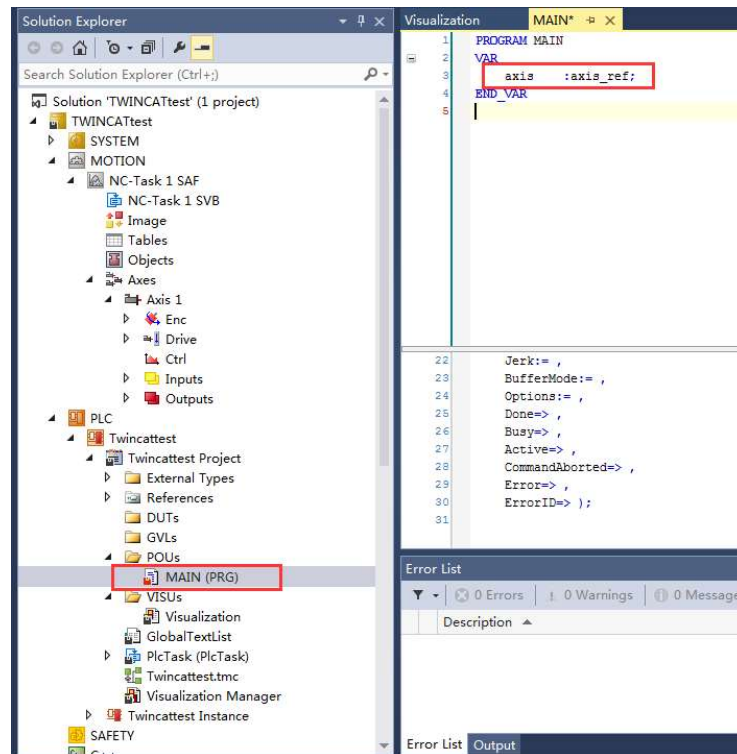 Solution Explorer
Search Solution Explorer (Ctrl+;)
Solution 'TWINCATtest' (1 project)
TWINCATtest
SYSTEM
MOTION
NC-Task 1 SAF
NC-Task 1 SVB
Image
Tables
Objects
Axes
Axis 1
Enc
Drive
Ctrl
Inputs
Outputs
PLC
Twincattest
Twincattest Project
External Types
References
DUTs
GVLs
POUs
MAIN (PRG)
VISUs
Visualization
GlobalTextList
PlcTask (PlcTask)
Twincattest.tmc
Visualization Manager
Twincattest Instance
SAFETY
Visualization MAIN*
1 PROGRAM MAIN
2 VAR
3 axis :axis_ref;
4 END_VAR
5
22 Jerk:= ,
23 BufferMode:= ,
24 Options:= ,
25 Done=> ,
26 Busy=> ,
27 Active=> ,
28 CommandAborted=> ,
29 Error=> ,
30 ErrorID=> );
31
Error List
0 Errors 0 Warnings 0 Message
Description
Error List Output